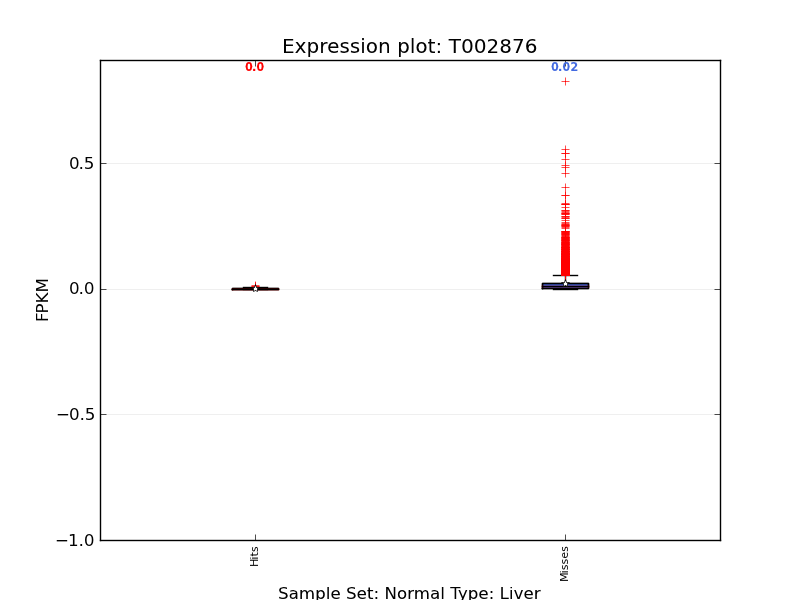 Expression plot: T002876
0.0
0.02
0.5
0.0
−0.5
−1.0
FPKM
Hits
Misses
Sample Set: Normal Type: Liver